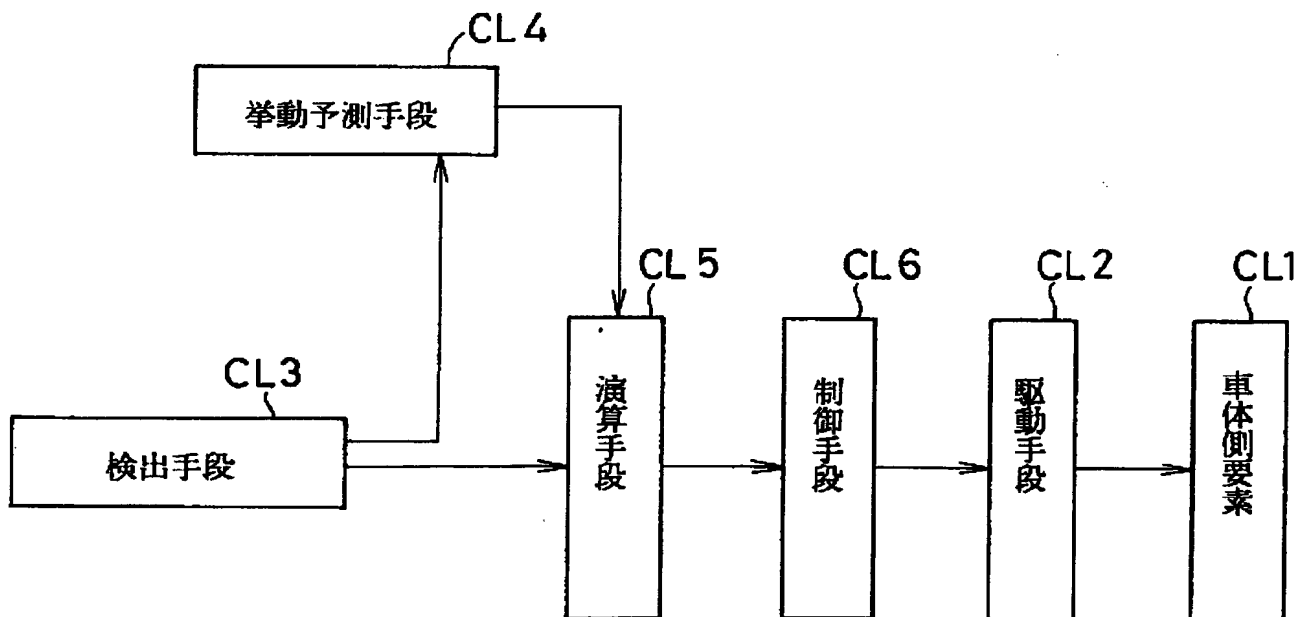 CL4
挙動予測手段
CL5
CL6
CL2
CL1
CL3
検出手段
演算手段
制御手段
駆動手段
車体側要素